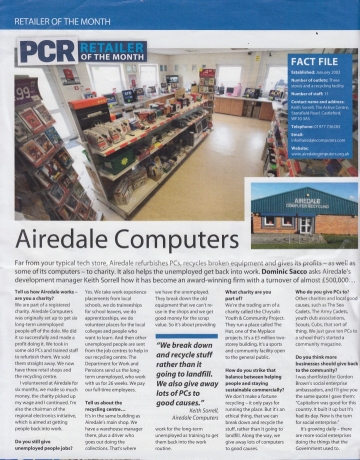 RETAILER OF THE MONTH
PCR RETAILER
OF THE MONTH
FACT FILE
Established: January 2002
Number of outlets: Three
stores and a recycling facility
Number of staff: 11
Contact name and address:
Keith Sorrell, The Active Centre,
Castleford,
Telephone:
Email:
Website:
www.airedalecomputers.org.uk
AIREDALE
COMPUTER RECYCLING
Airedale Computers
Far from your typical tech store, Airedale refurbishes PCs, recycles broken equipment and gives its profits – as well as
some of its computers – to charity. It also helps the unemployed get back into work. Dominic Sacco asks Airedale's
development manager Keith Sorrell how it has become an award-winning firm with a turnover of almost £500,000…
Tell us how Airedale works –
are you a charity?
We are part of a registered
charity. Airedale Computers
was originally set up to get six
long-term unemployed
people off of the dole. We did
it so successfully and made a
profit doing it. We took in
some old PCs and trained staff
to refurbish them. We sold
them straight away. We now
have three retail shops and
the recycling centre.
I volunteered at Airedale for
six months, we made so much
money, the charity picked up
my wage and I continued. I'm
also the chairman of the
regional electronics initiative,
which is aimed at getting
people back into work.
Do you still give
unemployed people jobs?
Yes. We take work experience
placements from local
schools, we do traineeships
for school leavers, we do
apprenticeships, we do
volunteer places for the local
colleges and people who
want to learn. And then other
unemployed people are sent
from the job centres to help in
our recycling centre. The
Department for Work and
Pensions send us the long-
term unemployed, who work
with us for 26 weeks. We pay
our full-time employees.
Tell us about the
recycling centre…
It's in the same building as
Airedale's main shop. We
have a warehouse manager
there, plus a driver who
goes out doing the
collections. That's where
we have the unemployed.
They break down the old
equipment that we can't re-
use in the shops and we get
good money for the scrap
value. So it's about providing
"We break down
and recycle stuff
rather than it
going to landfill.
We also give away
lots of PCs to
good causes."
Keith Sorrell,
Airedale Computers
work for the long-term
unemployed as training to get
them back into the work
routine.
What charity are you
part of?
We're the trading arm of a
charity called the Chrysalis
Youth & Community Project.
They run a place called The
Hut, one of the MySpace
projects. It's a £5 million two-
storey building. It's a sports
and community facility open
to the general public.
How do you strike that
balance between helping
people and staying
sustainable commercially?
We don't make a fortune
recycling – it only pays for
running the place. But it's an
ethical thing, that we can
break down and recycle the
stuff, rather than it going to
landfill. Along the way, we
give away lots of computers
to good causes.
Who do you give PCs to?
Other charities and local good
causes, such as The Sea
Cadets, The Army Cadets,
youth club associations,
Scouts, Cubs, that sort of
thing. We just gave ten PCs to
a school that's started a
community magazine.
Do you think more
businesses should give back
to the community?
I was shortlisted for Gordon
Brown's social enterprise
ambassador, and I'll give you
the same quote I gave them:
"Capitalism was good for this
country. It built it up but it's
had its day. Now is the turn
for social enterprise."
It's growing daily – there
are more social enterprises
doing the things that the
Government used to.